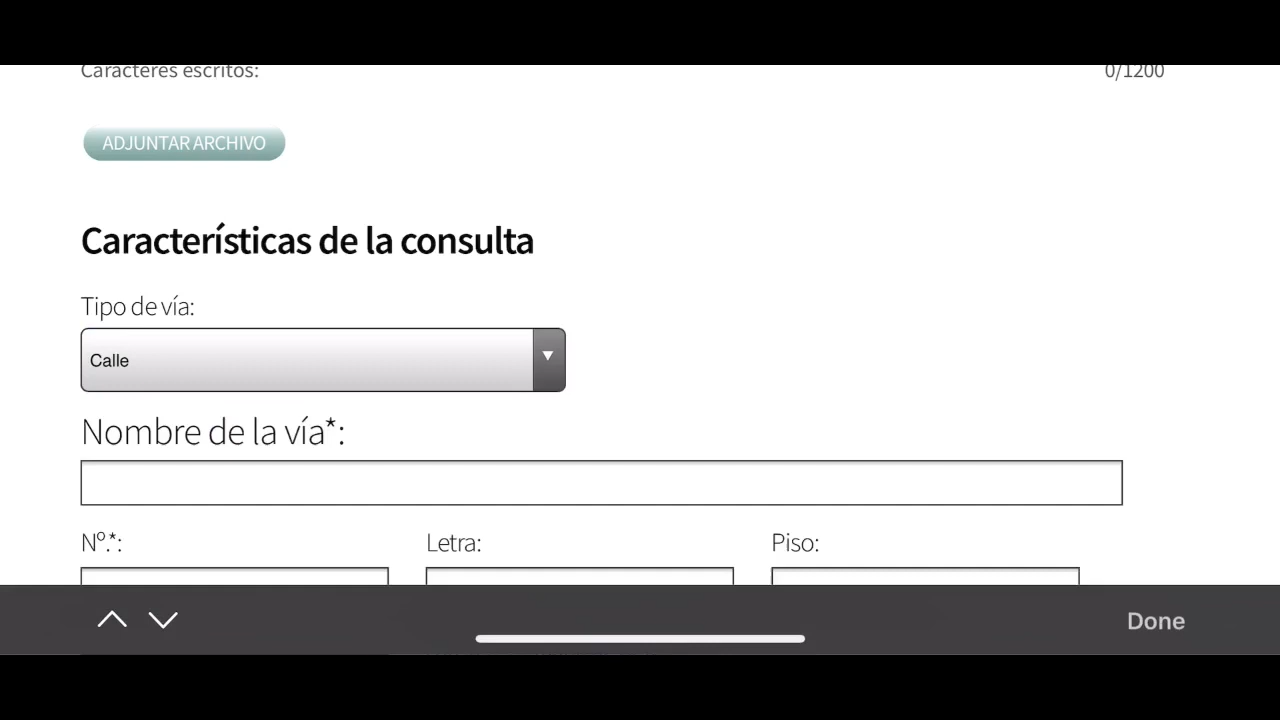 Caracteres escritos: 0/1200
ADJUNTAR ARCHIVO
Características de la consulta
Tipo de vía:
Calle
Nombre de la vía*:
Nº.*: Letra: Piso:
Done